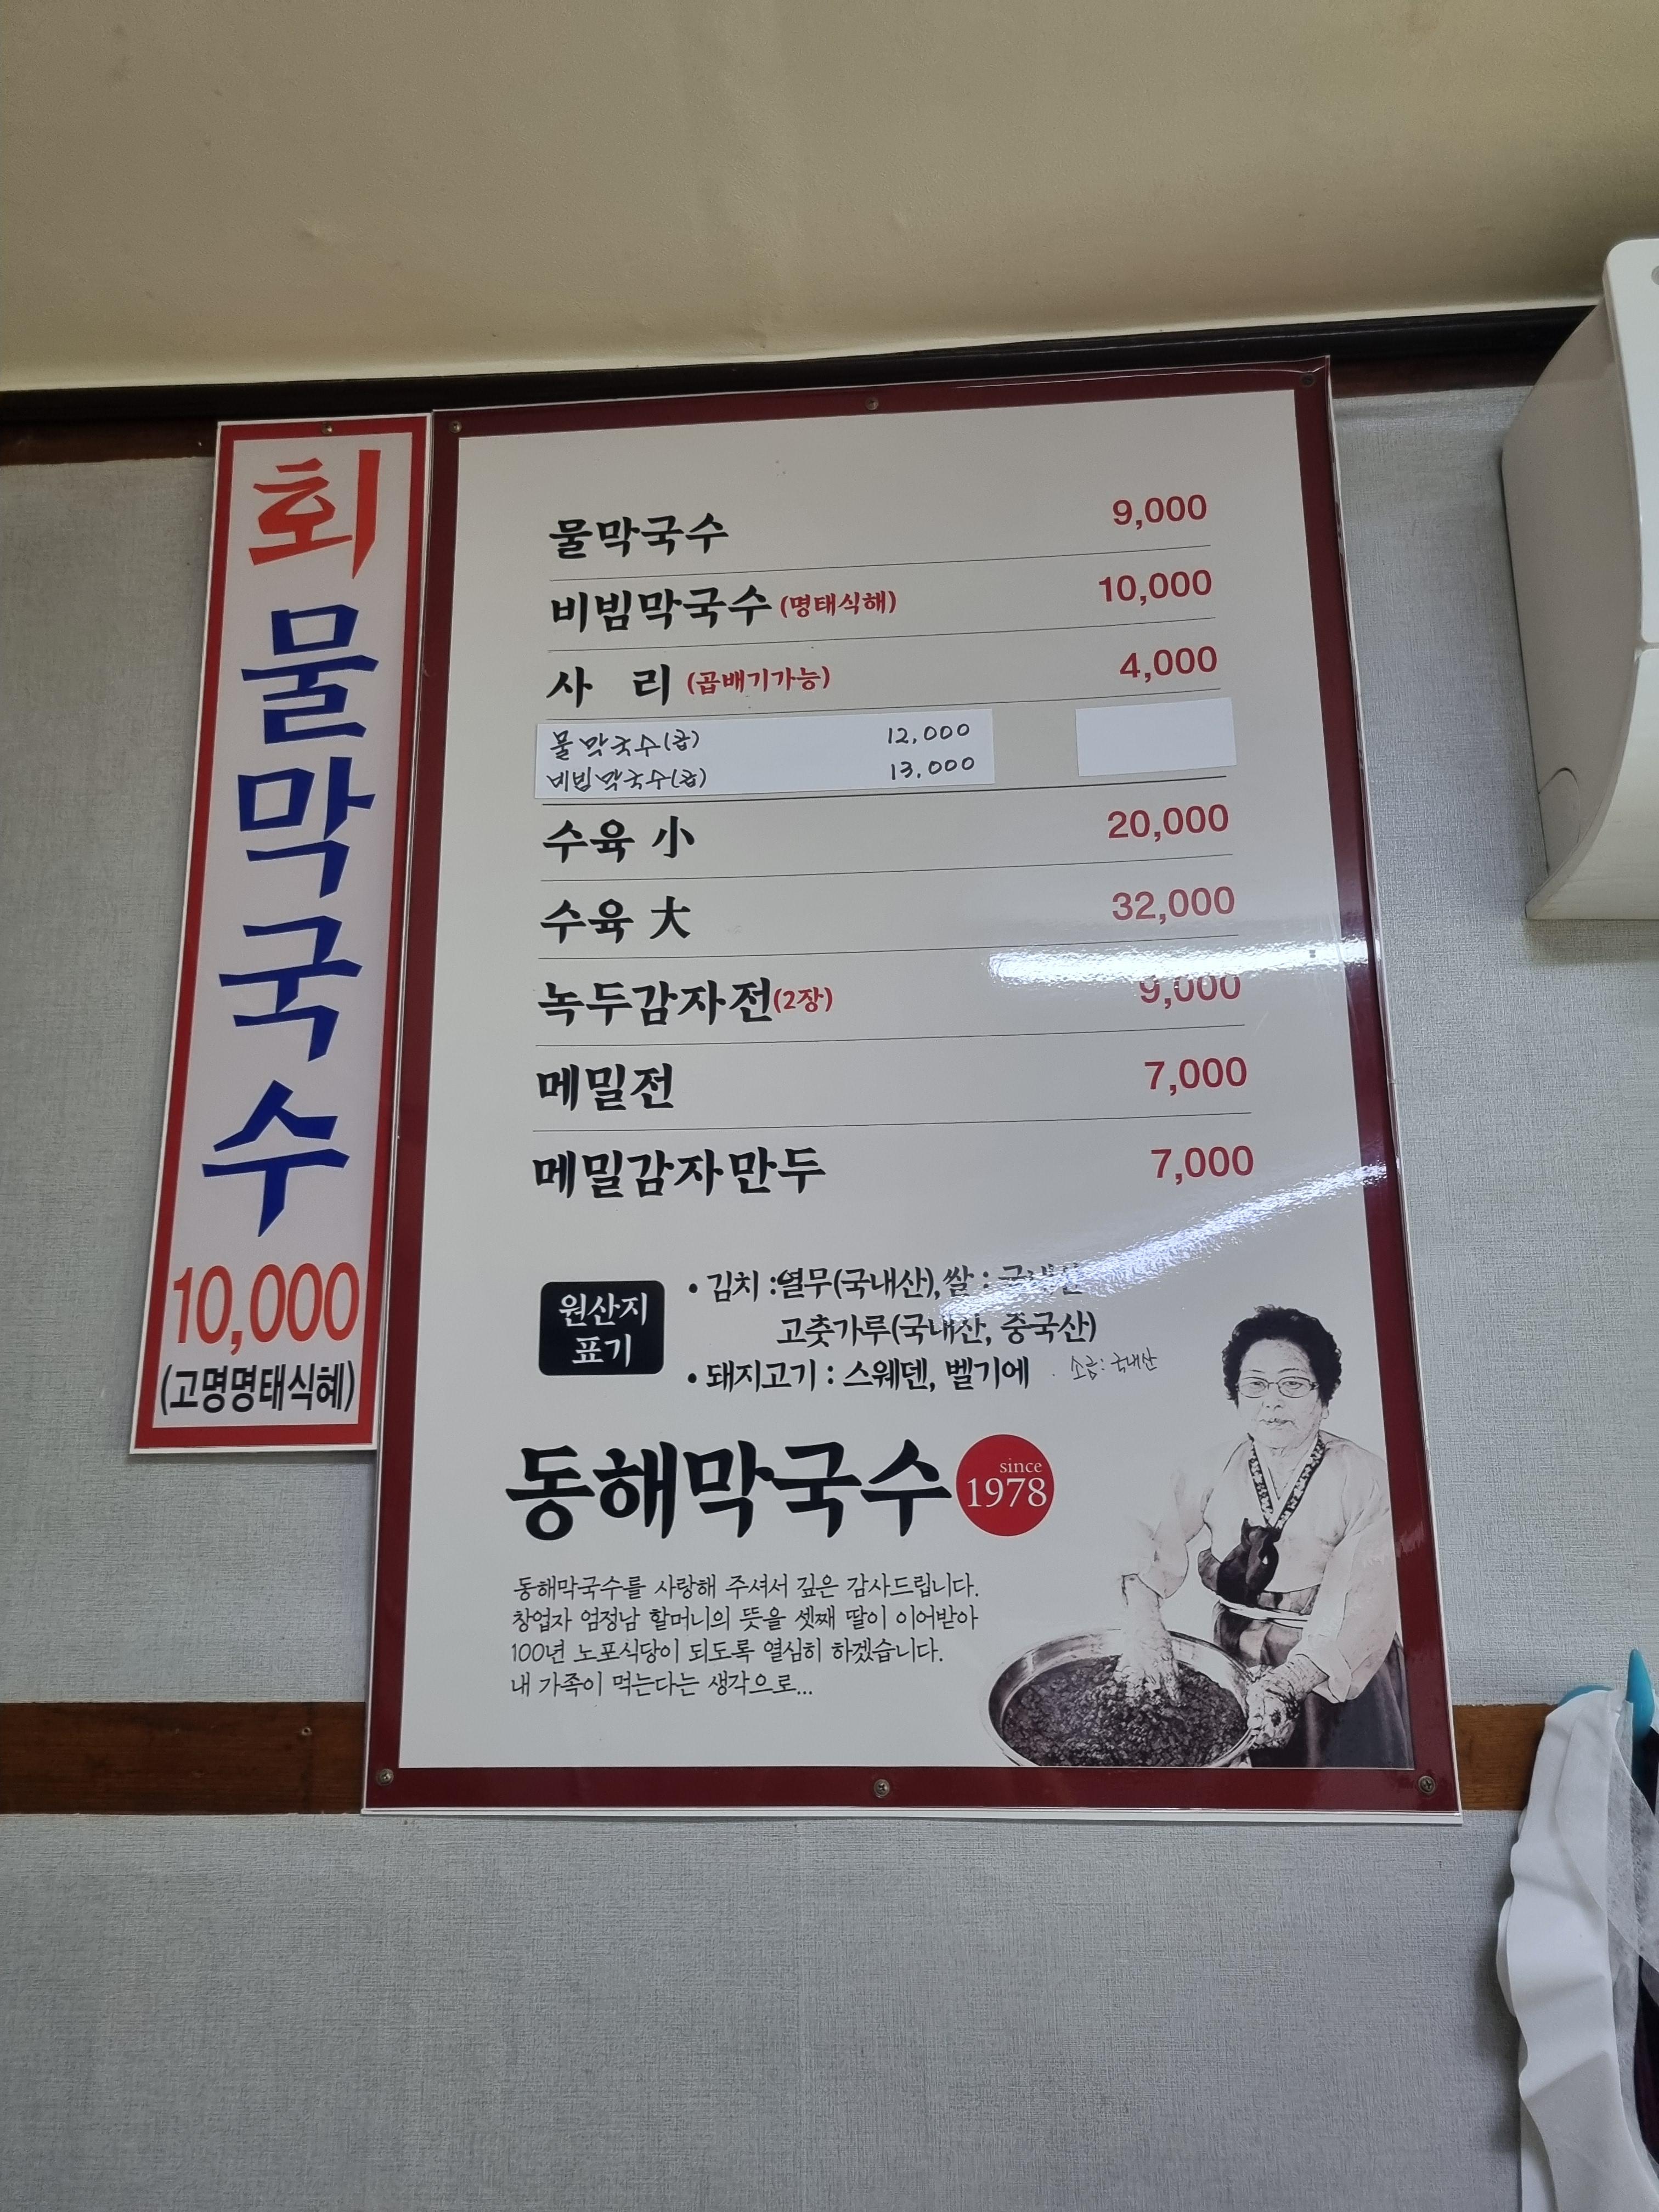 회
물
막
국
수
10,000
(고명명태식혜)
물막국수 9,000
비빔막국수 (명태식해) 10,000
사 리 (곱배기가능) 4,000
물막국수(곱) 12,000
비빔막국수(곱) 13,000
수육 小 20,000
수육 大 32,000
녹두감자전(2장) 9,000
메밀전 7,000
메밀감자만두 7,000
원산지
표기
• 김치 : 열무(국내산), 쌀 : 국내산
고춧가루(국내산, 중국산)
• 돼지고기 : 스웨덴, 벨기에 · 소금: 국내산
동해막국수 since
1978
동해막국수를 사랑해 주셔서 깊은 감사드립니다.
창업자 엄정남 할머니의 뜻을 셋째 딸이 이어받아
100년 노포식당이 되도록 열심히 하겠습니다.
내 가족이 먹는다는 생각으로...